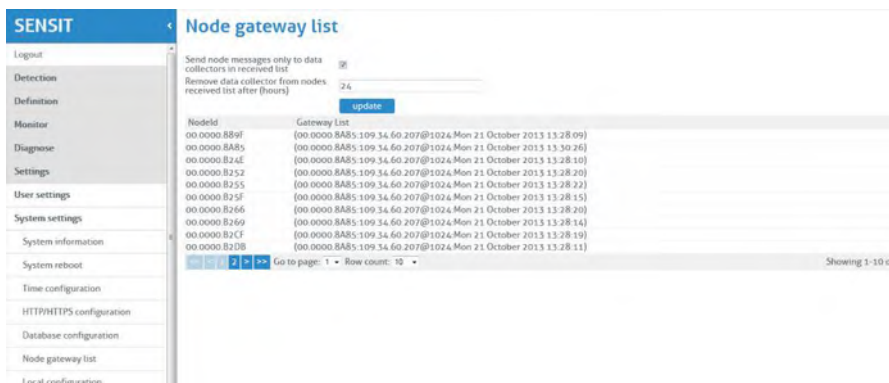 SENSIT
Logout
Detection
Definition
Monitor
Diagnose
Settings
User settings
System settings
System information
System reboot
Time configuration
HTTP/HTTPS configuration
Database configuration
Node gateway list
Local configuration
Node gateway list
Send node messages only to data
collectors in received list
Remove data collector from nodes
received list after (hours)
24
update
NodeId Gateway List
00.0000.8B9F (00.0000.8A85:109.34.60.207@1024 Mon 21 October 2013 13:28:09)
00.0000.8A85 (00.0000.8A85:109.34.60.207@1024 Mon 21 October 2013 13:30:26)
00.0000.B24E (00.0000.8A85:109.34.60.207@1024 Mon 21 October 2013 13:28:10)
00.0000.B252 (00.0000.8A85:109.34.60.207@1024 Mon 21 October 2013 13:28:20)
00.0000.B255 (00.0000.8A85:109.34.60.207@1024 Mon 21 October 2013 13:28:22)
00.0000.B25F (00.0000.8A85:109.34.60.207@1024 Mon 21 October 2013 13:28:15)
00.0000.B266 (00.0000.8A85:109.34.60.207@1024 Mon 21 October 2013 13:28:20)
00.0000.B269 (00.0000.8A85:109.34.60.207@1024 Mon 21 October 2013 13:28:14)
00.0000.B2CF (00.0000.8A85:109.34.60.207@1024 Mon 21 October 2013 13:28:19)
00.0000.B2DB (00.0000.8A85:109.34.60.207@1024 Mon 21 October 2013 13:28:11)
<< < 1 2 > >> Go to page: 1 Row count: 10 Showing 1-10